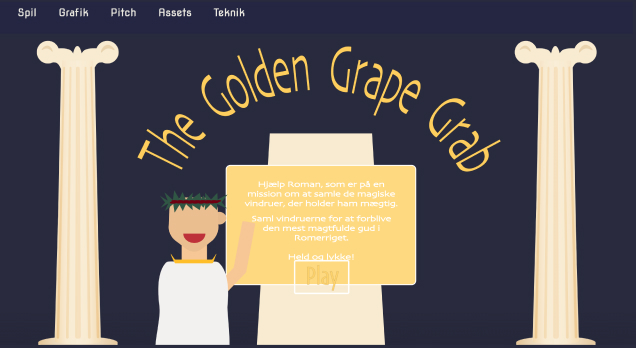 Spil Grafik Pitch Assets Teknik
The Golden Grape Grab
Hjælp Roman, som er på en
mission om at samle de magiske
vindruer, der holder ham mægtig.
Saml vindruerne for at forblive
den mest magtfulde gud i
Romerriget.
Held og lykke!
Play